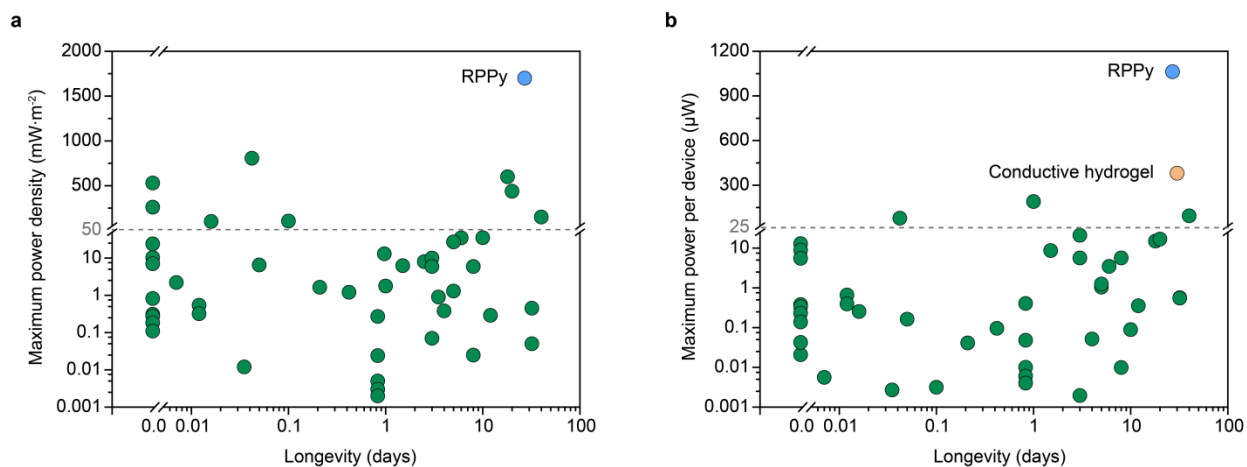 a
Maximum power density (mW·m-2)
2000
1500
1000
500
50
10
1
0.1
0.01
0.001
RPPy
0.0 0.01 0.1 1 10 100
Longevity (days)
b
Maximum power per device (μW)
1200
900
600
300
25
10
1
0.1
0.01
0.001
RPPy
Conductive hydrogel
0.0 0.01 0.1 1 10 100
Longevity (days)